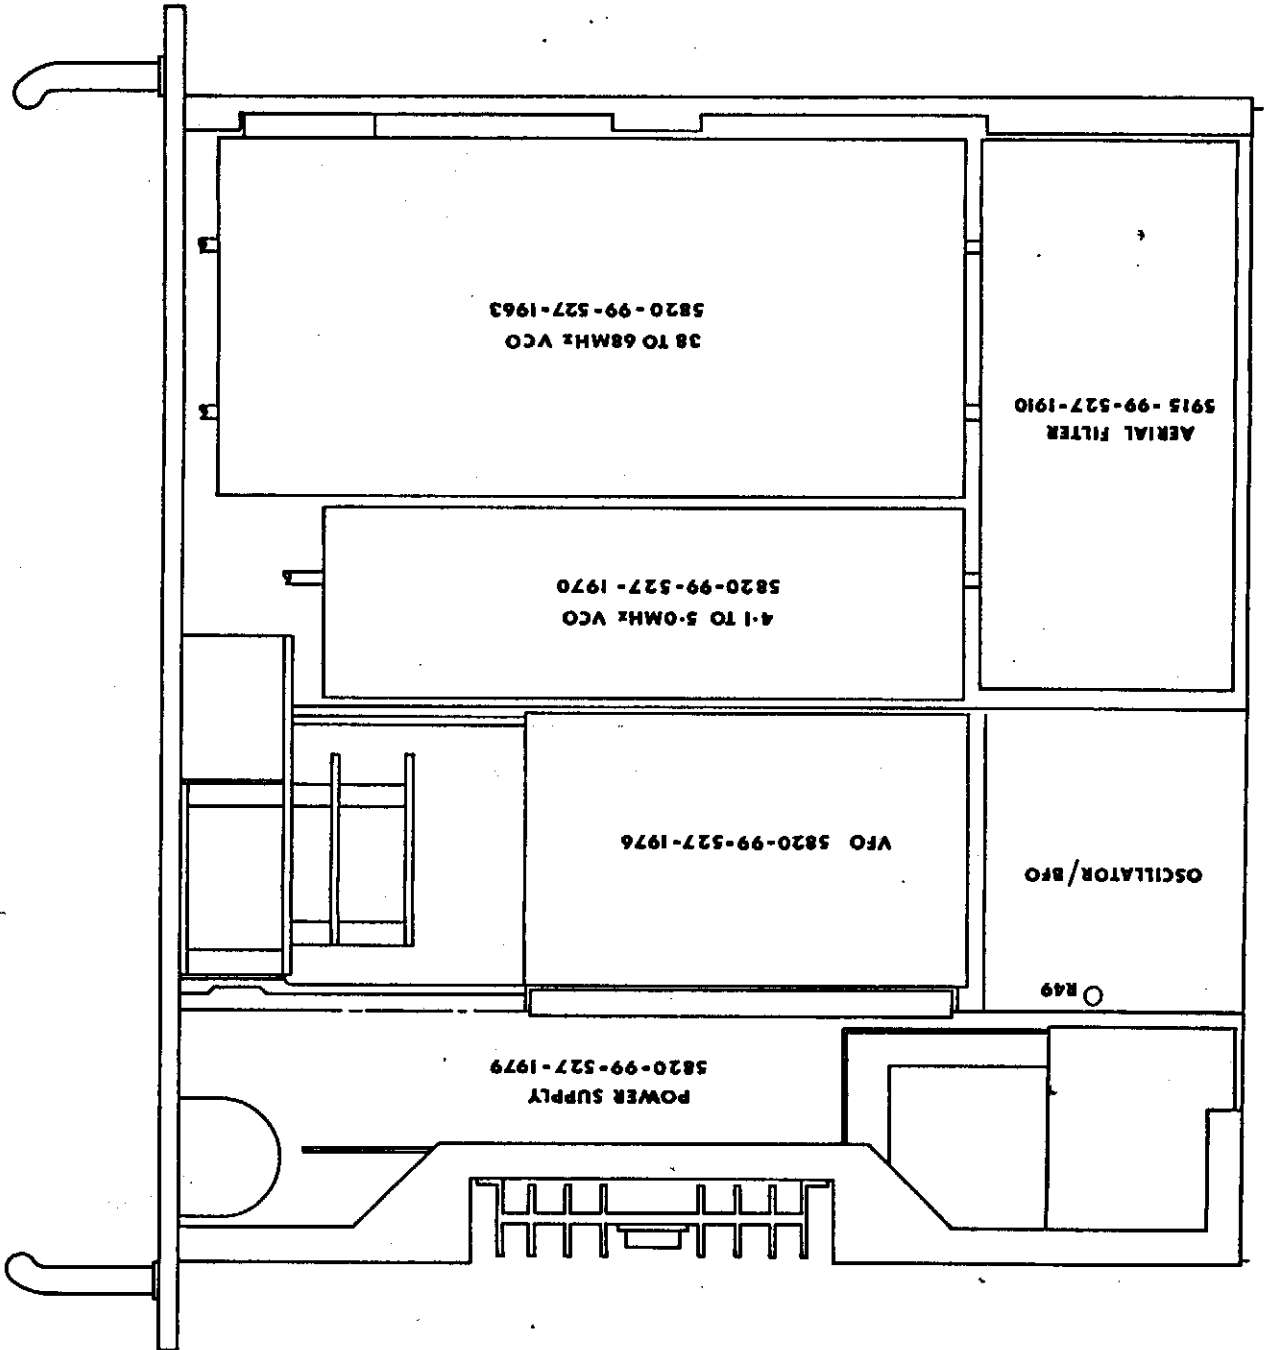 POWER SUPPLY
5820-99-527-1979
R49
OSCILLATOR/BFO
VFO 5820-99-527-1976
4·1 TO 5·0MHz VCO
5820-99-527-1970
AERIAL FILTER
5915-99-527-1910
38 TO 68MHz VCO
5820-99-527-1963